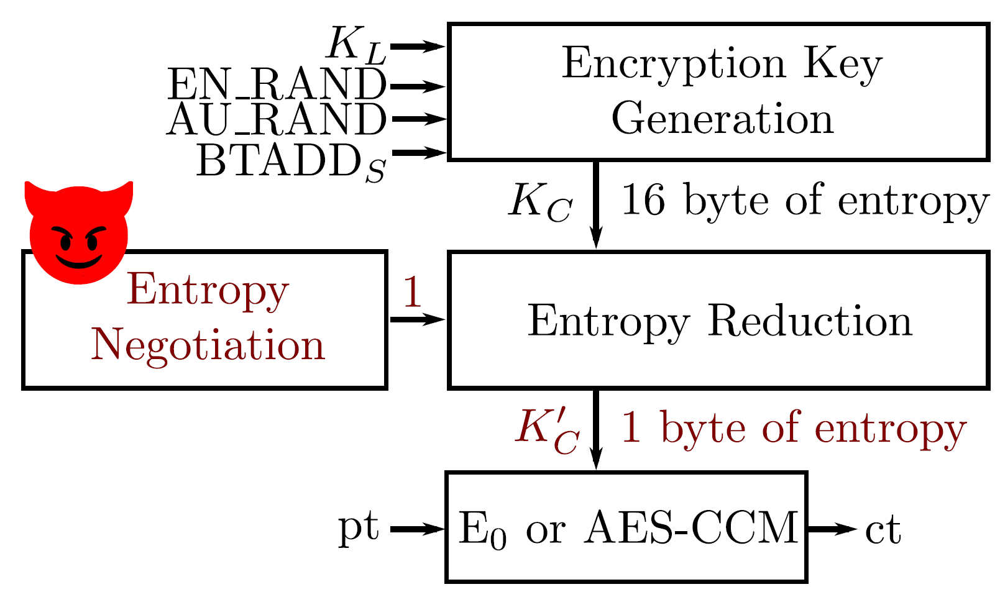 K_L
EN_RAND
AU_RAND
BTADD_S
Encryption Key
Generation
K_C
16 byte of entropy
Entropy
Negotiation
1
Entropy Reduction
K′_C
1 byte of entropy
pt
E₀ or AES-CCM
ct